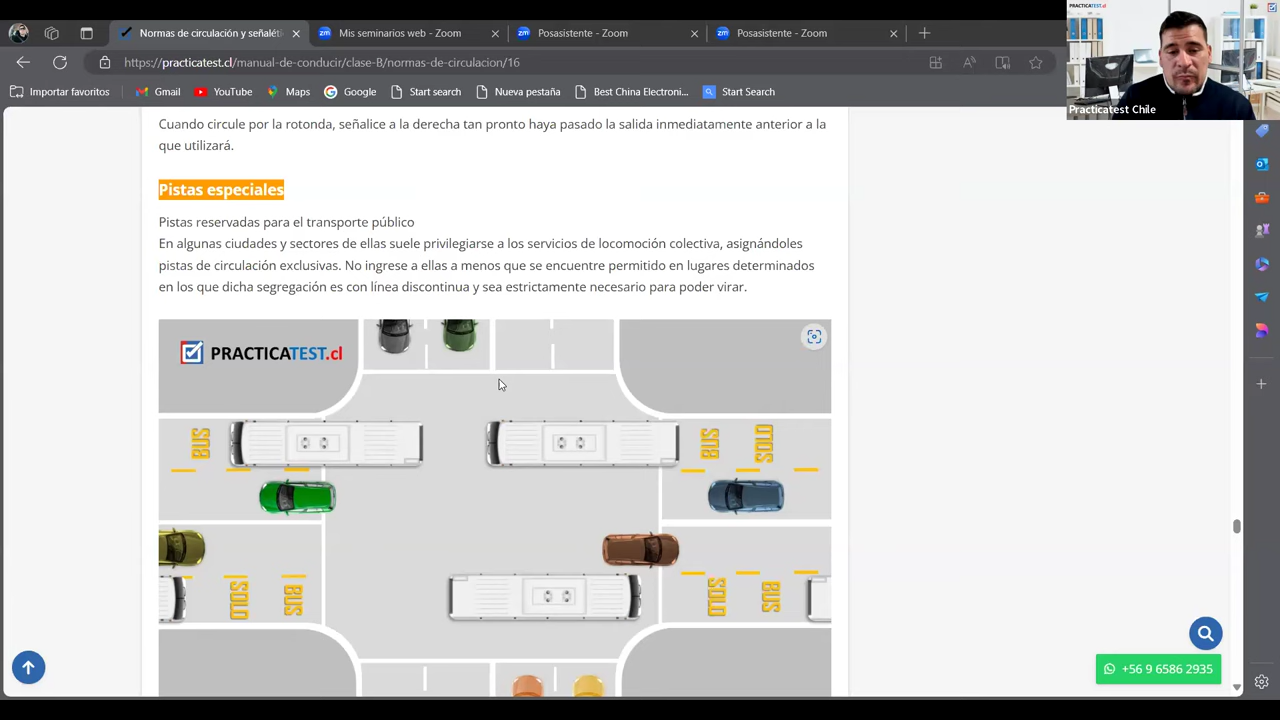 Normas de circulación y señalét
Mis seminarios web - Zoom
Posasistente - Zoom
Posasistente - Zoom
https://practicatest.cl/manual-de-conducir/clase-B/normas-de-circulacion/16
Importar favoritos
Gmail
YouTube
Maps
Google
Start search
Nueva pestaña
Best China Electroni...
Start Search
PRACTICATEST.cl
Practicatest Chile
Cuando circule por la rotonda, señalice a la derecha tan pronto haya pasado la salida inmediatamente anterior a la
que utilizará.
Pistas especiales
Pistas reservadas para el transporte público
En algunas ciudades y sectores de ellas suele privilegiarse a los servicios de locomoción colectiva, asignándoles
pistas de circulación exclusivas. No ingrese a ellas a menos que se encuentre permitido en lugares determinados
en los que dicha segregación es con línea discontinua y sea estrictamente necesario para poder virar.
PRACTICATEST.cl
BUS
BUS
SOLO
SOLO
BUS
SOLO
BUS
+56 9 6586 2935